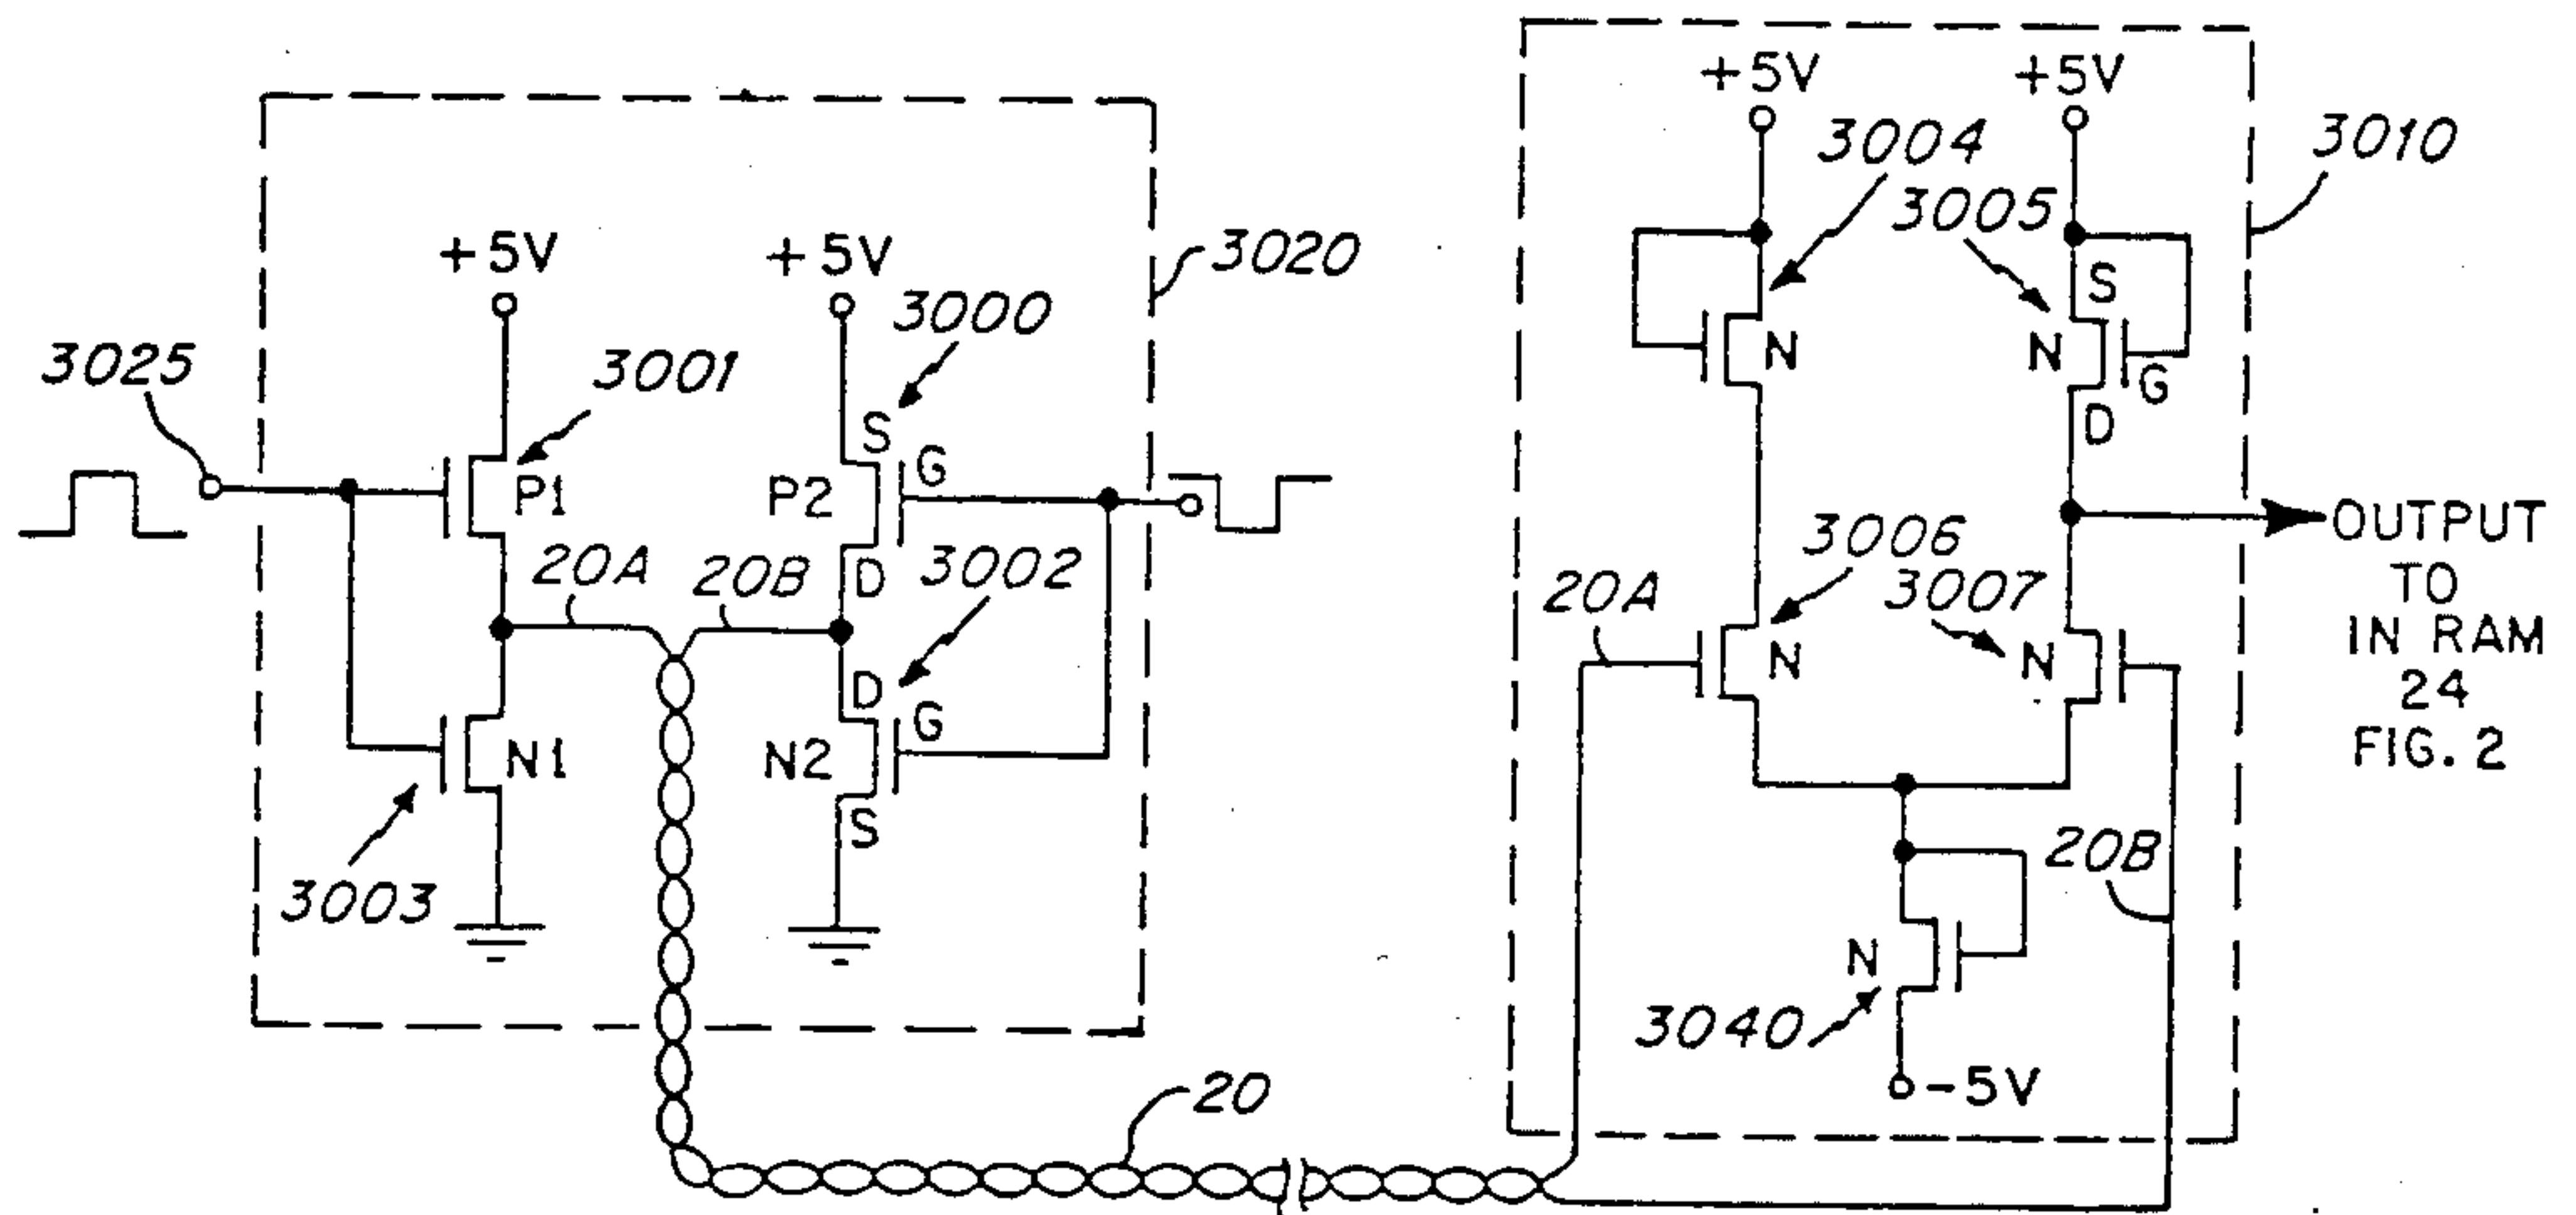 +5V
+5V
3004
3010
3005
+5V
+5V
3020
3000
S
N
N
G
D
3025
3001
S
G
P1
P2
OUTPUT
TO
IN RAM
24
FIG. 2
20A
20B
D
3002
3006
3007
20A
N
N
D
G
N1
N2
S
3003
20B
N
3040
-5V
20